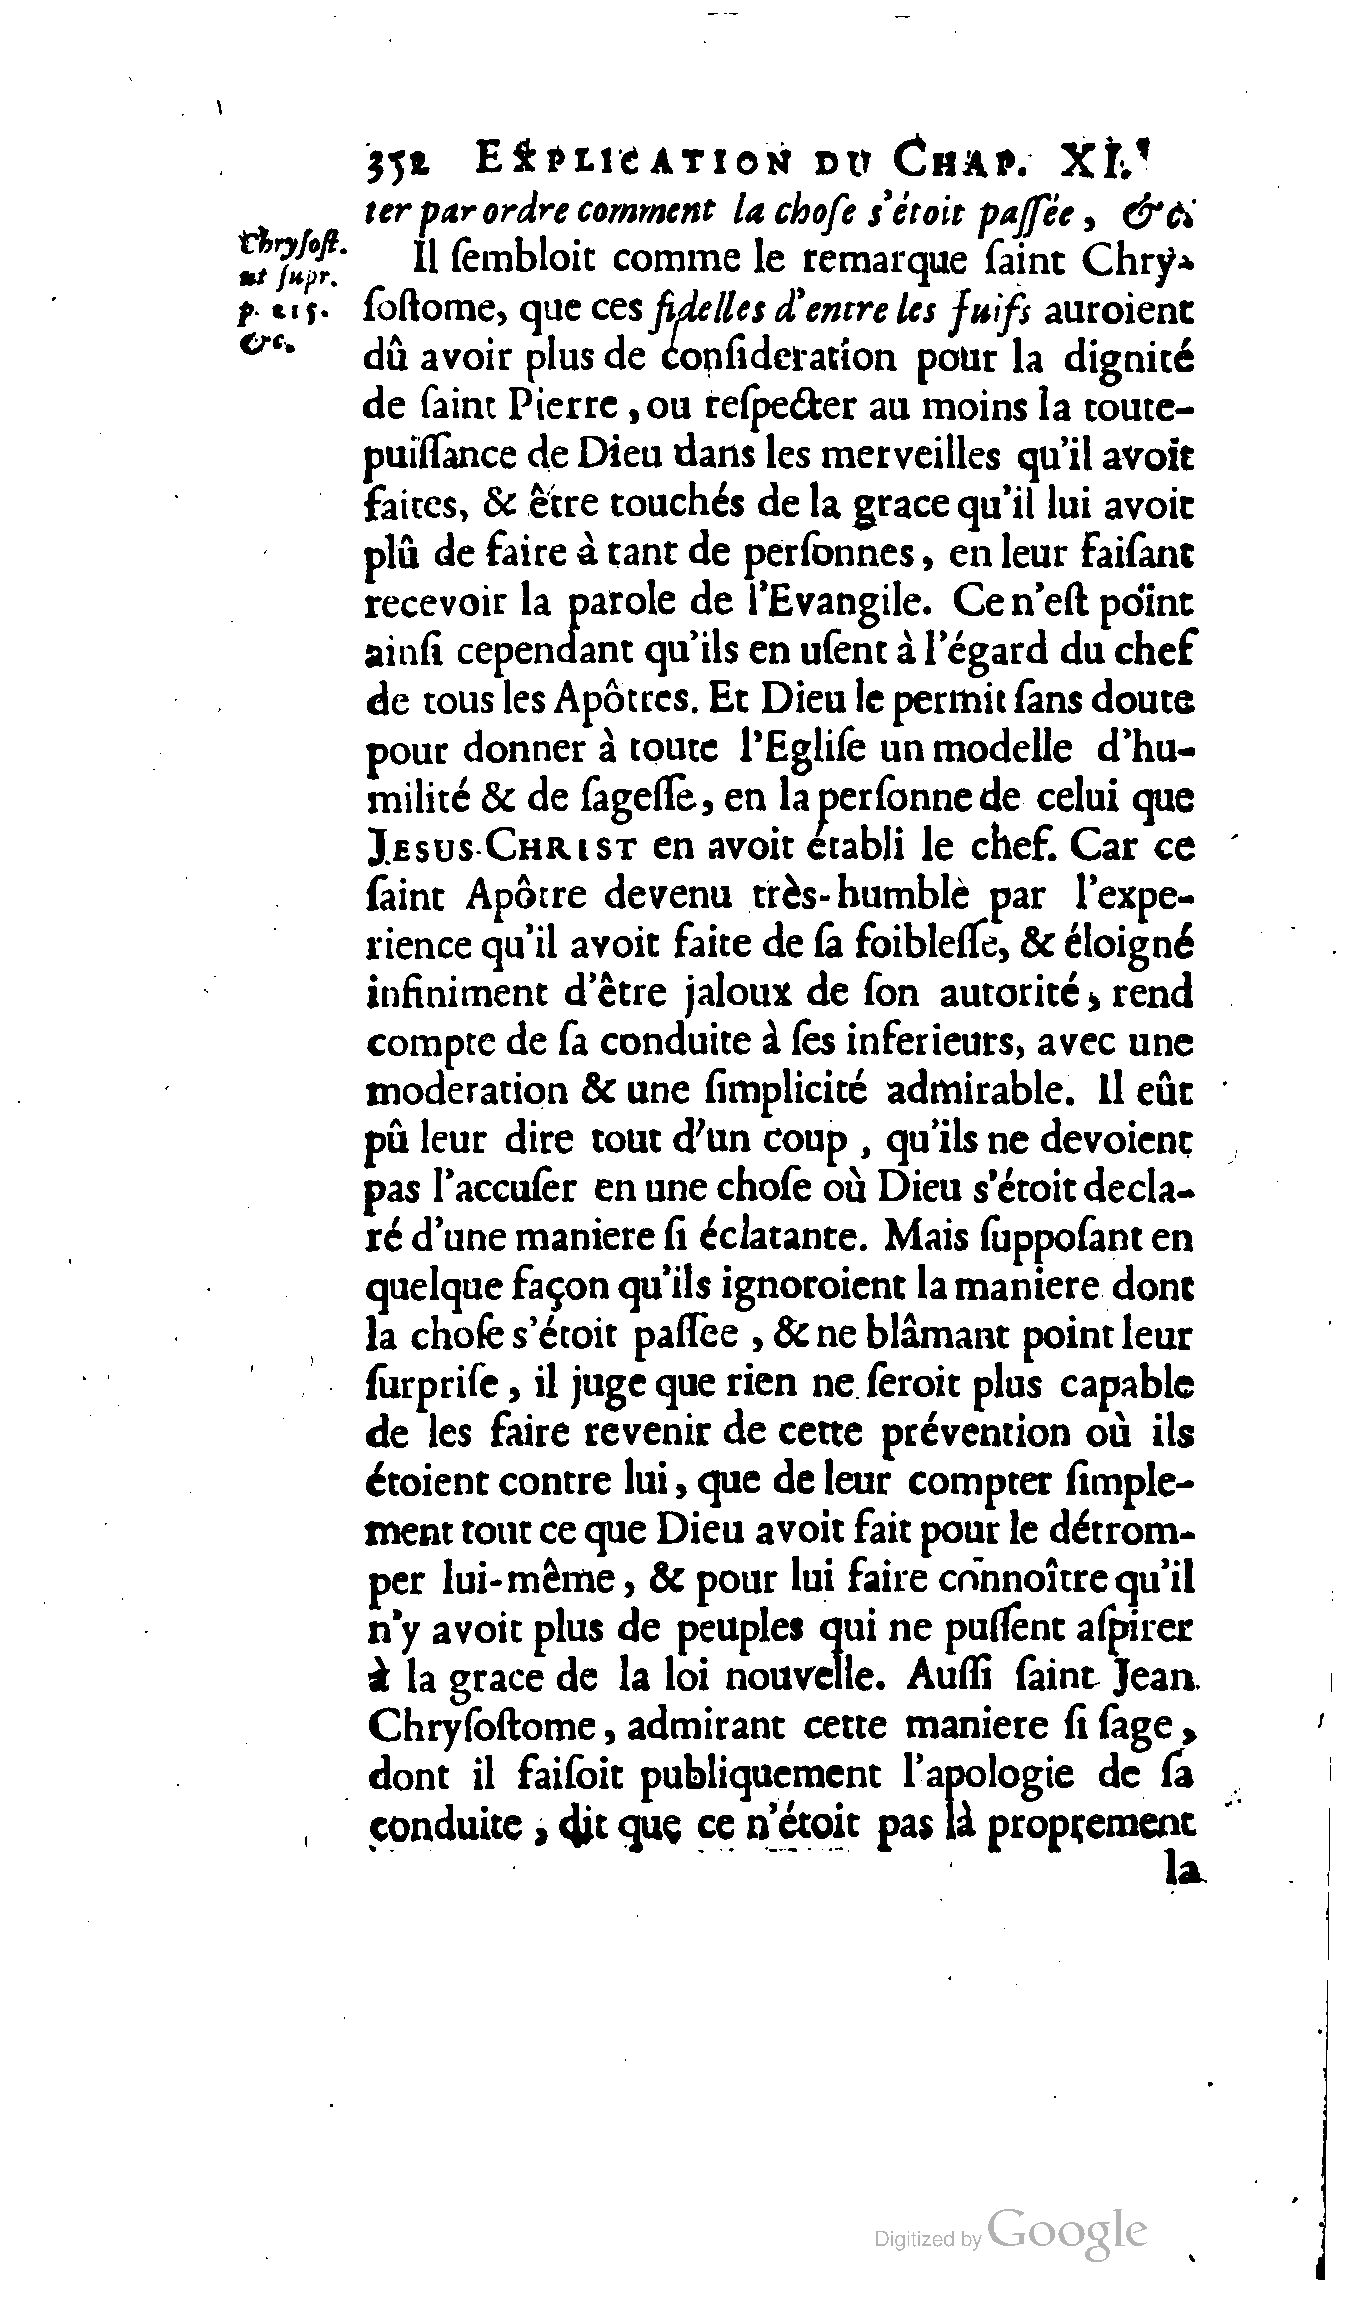 352 EXPLICATION DU CHAP. XI.
ter par ordre comment la choſe s'étoit paſſée, &c.
Chryſoſt.
ut ſupr.
p. 215.
&c.
Il ſembloit comme le remarque ſaint Chry-
ſoſtome, que ces fidelles d'entre les Juifs auroient
dû avoir plus de conſideration pour la dignité
de ſaint Pierre, ou reſpecter au moins la toute-
puiſſance de Dieu dans les merveilles qu'il avoit
faites, & être touchés de la grace qu'il lui avoit
plû de faire à tant de perſonnes, en leur faiſant
recevoir la parole de l'Evangile. Ce n'eſt point
ainſi cependant qu'ils en uſent à l'égard du chef
de tous les Apôtres. Et Dieu le permit ſans doute
pour donner à toute l'Egliſe un modelle d'hu-
milité & de ſageſſe, en la perſonne de celui que
JESUS-CHRIST en avoit établi le chef. Car ce
ſaint Apôtre devenu très-humble par l'expe-
rience qu'il avoit faite de ſa foibleſſe, & éloigné
infiniment d'être jaloux de ſon autorité, rend
compte de ſa conduite à ſes inferieurs, avec une
moderation & une ſimplicité admirable. Il eût
pû leur dire tout d'un coup, qu'ils ne devoient
pas l'accuſer en une choſe où Dieu s'étoit decla-
ré d'une maniere ſi éclatante. Mais ſuppoſant en
quelque façon qu'ils ignoroient la maniere dont
la choſe s'étoit paſſee, & ne blâmant point leur
ſurpriſe, il juge que rien ne ſeroit plus capable
de les faire revenir de cette prévention où ils
étoient contre lui, que de leur compter ſimple-
ment tout ce que Dieu avoit fait pour le détrom-
per lui-même, & pour lui faire connoître qu'il
n'y avoit plus de peuples qui ne puſſent aſpirer
à la grace de la loi nouvelle. Auſſi ſaint Jean
Chryſoſtome, admirant cette maniere ſi ſage,
dont il faiſoit publiquement l'apologie de ſa
conduite, dit que ce n'étoit pas là proprement
la
Digitized by Google